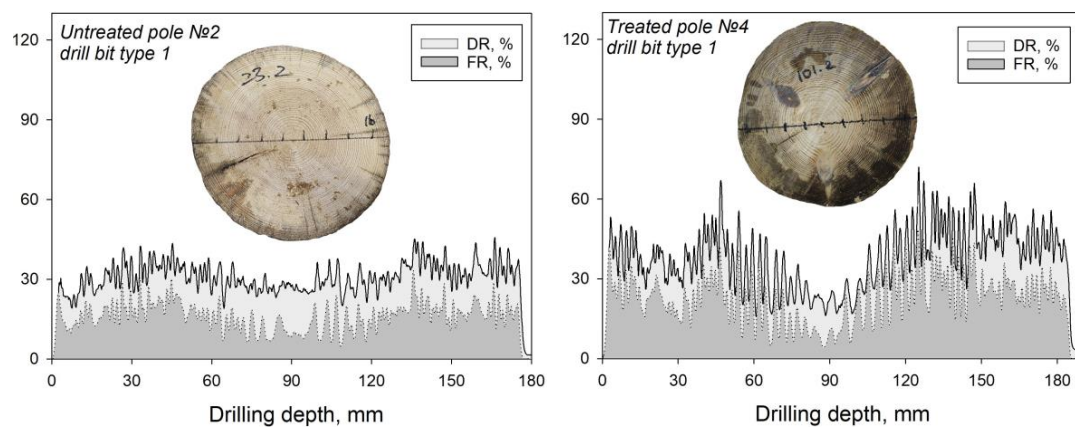 Untreated pole №2
drill bit type 1
DR, %
FR, %
33.2
16
120
90
60
30
0
0 30 60 90 120 150 180
Drilling depth, mm
Treated pole №4
drill bit type 1
DR, %
FR, %
101.2
120
90
60
30
0
0 30 60 90 120 150 180
Drilling depth, mm